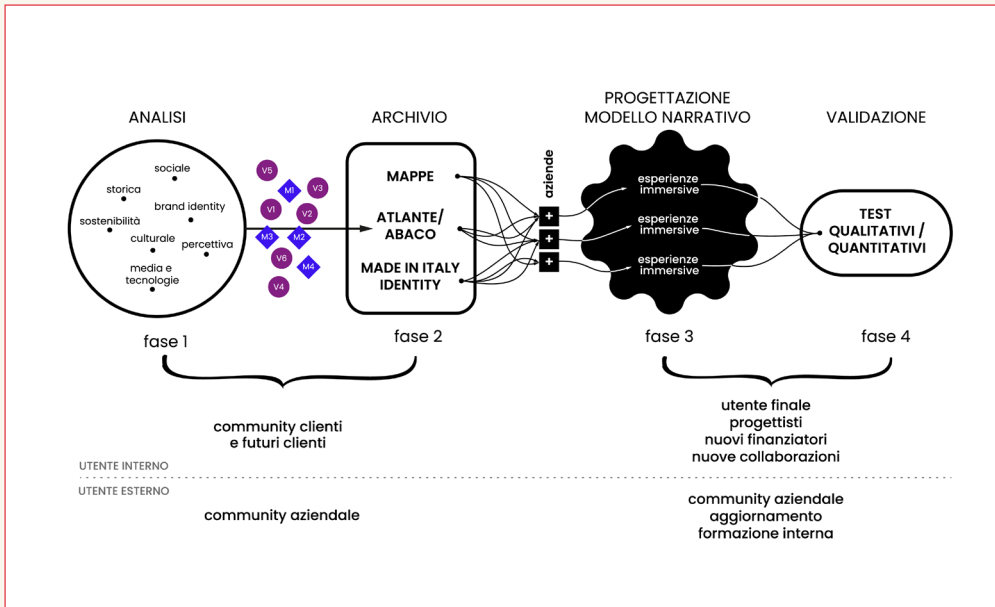 ANALISI
ARCHIVIO
PROGETTAZIONE
MODELLO NARRATIVO
VALIDAZIONE
sociale
storica
brand identity
sostenibilità
culturale
percettiva
media e
tecnologie
V5
M1
V3
V1
V2
M3
M2
V6
M4
V4
MAPPE
ATLANTE/
ABACO
MADE IN ITALY
IDENTITY
aziende
+
+
+
esperienze
immersive
esperienze
immersive
esperienze
immersive
TEST
QUALITATIVI /
QUANTITATIVI
fase 1
fase 2
fase 3
fase 4
community clienti
e futuri clienti
utente finale
progettisti
nuovi finanziatori
nuove collaborazioni
UTENTE INTERNO
UTENTE ESTERNO
community aziendale
community aziendale
aggiornamento
formazione interna